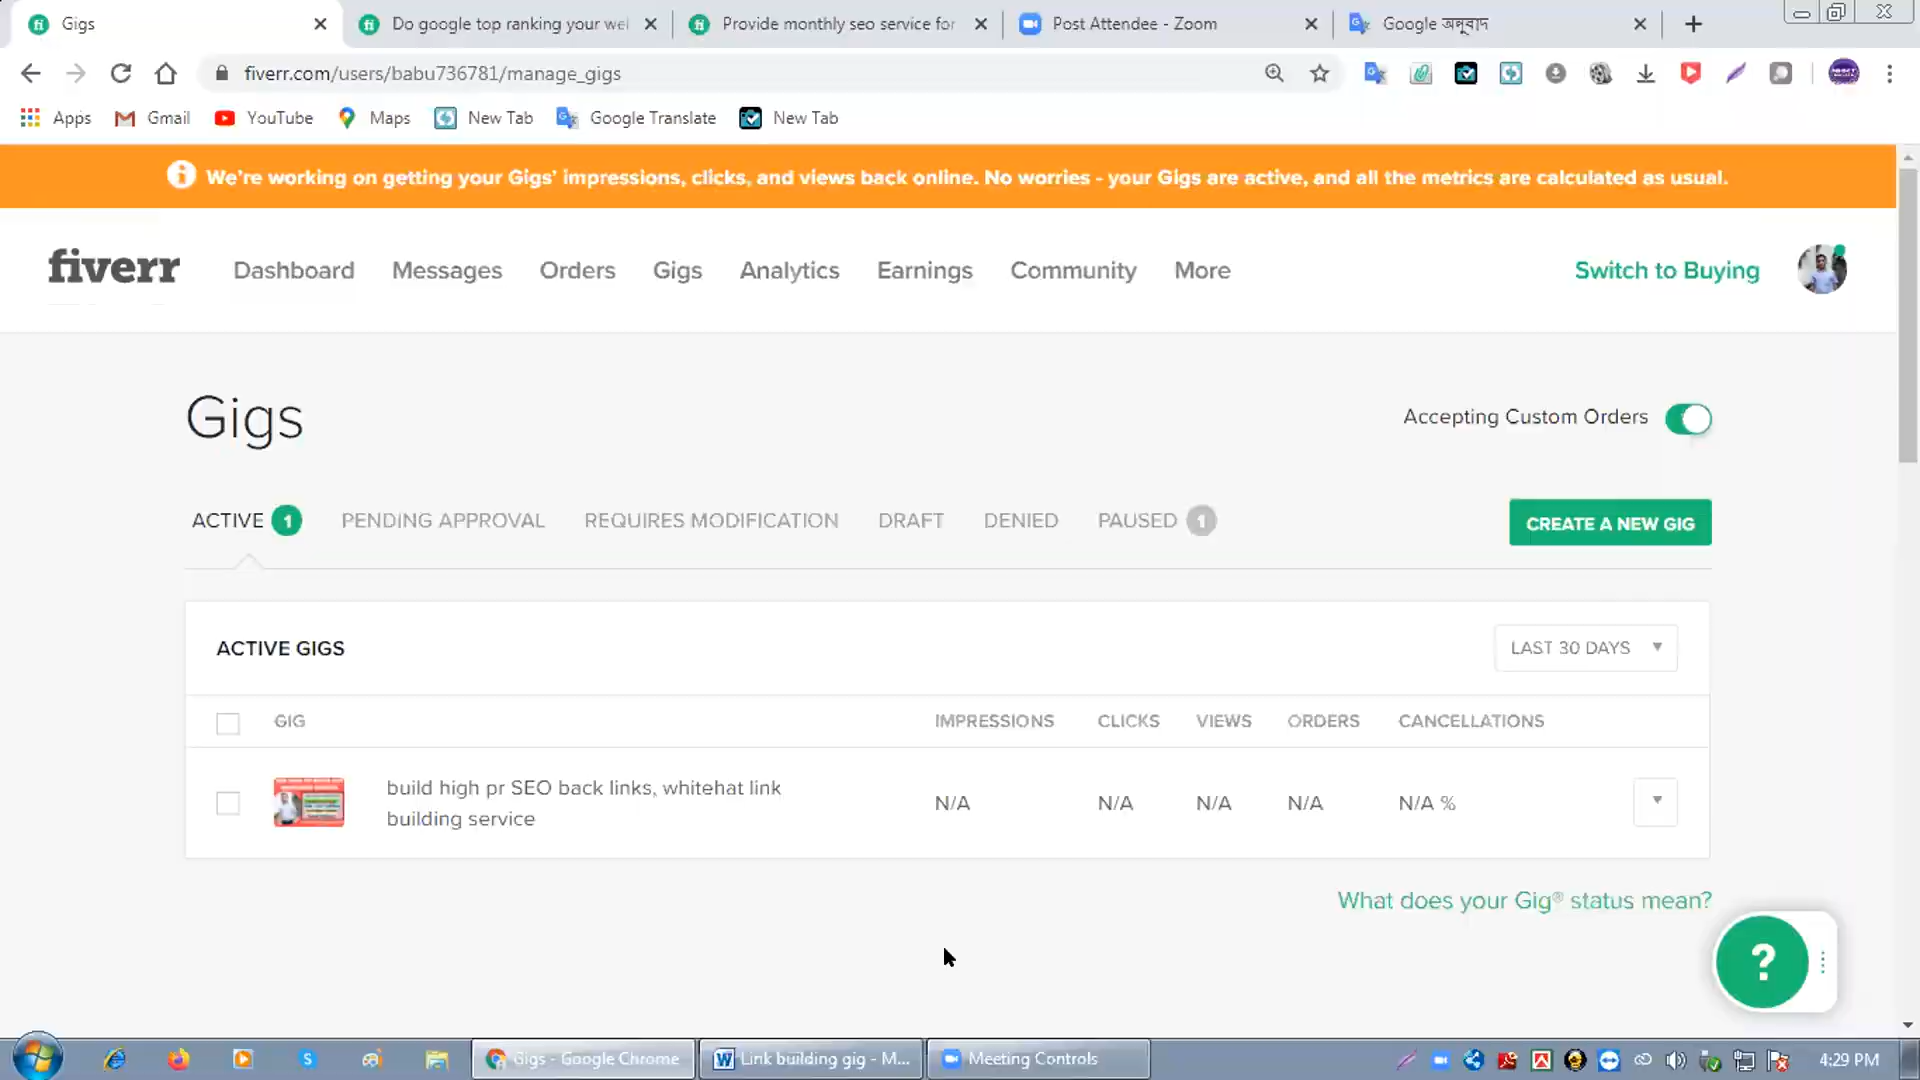 Gigs
Do google top ranking your we
Provide monthly seo service for
Post Attendee - Zoom
Google অনুবাদ
fiverr.com/users/babu736781/manage_gigs
Apps
Gmail
YouTube
Maps
New Tab
Google Translate
New Tab
We're working on getting your Gigs' impressions, clicks, and views back online. No worries - your Gigs are active, and all the metrics are calculated as usual.
fiverr
Dashboard
Messages
Orders
Gigs
Analytics
Earnings
Community
More
Switch to Buying
Gigs
Accepting Custom Orders
ACTIVE 1
PENDING APPROVAL
REQUIRES MODIFICATION
DRAFT
DENIED
PAUSED 1
CREATE A NEW GIG
ACTIVE GIGS
LAST 30 DAYS
GIG
IMPRESSIONS
CLICKS
VIEWS
ORDERS
CANCELLATIONS
build high pr SEO back links, whitehat link
building service
N/A
N/A
N/A
N/A
N/A %
What does your Gig® status mean?
?
Gigs - Google Chrome
Link building gig - M...
Meeting Controls
4:29 PM